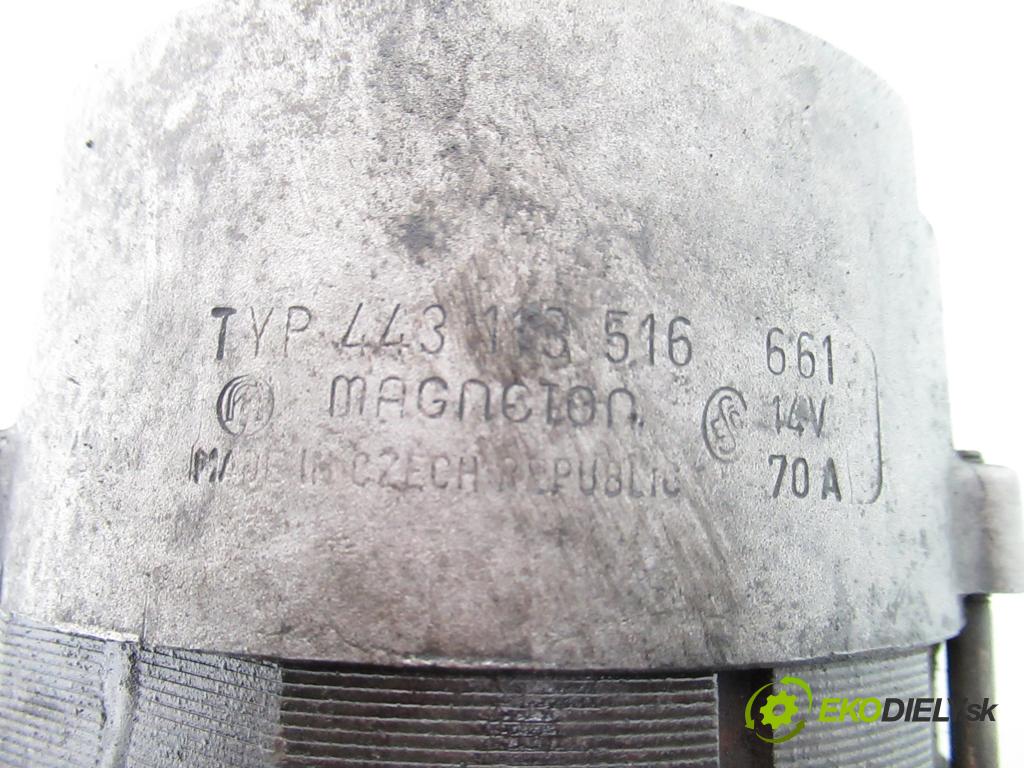 TYP 443 113 516 661
MAGNETON 14V
MADE IN CZECH REPUBLIC 70 A
EKODIELY.sk